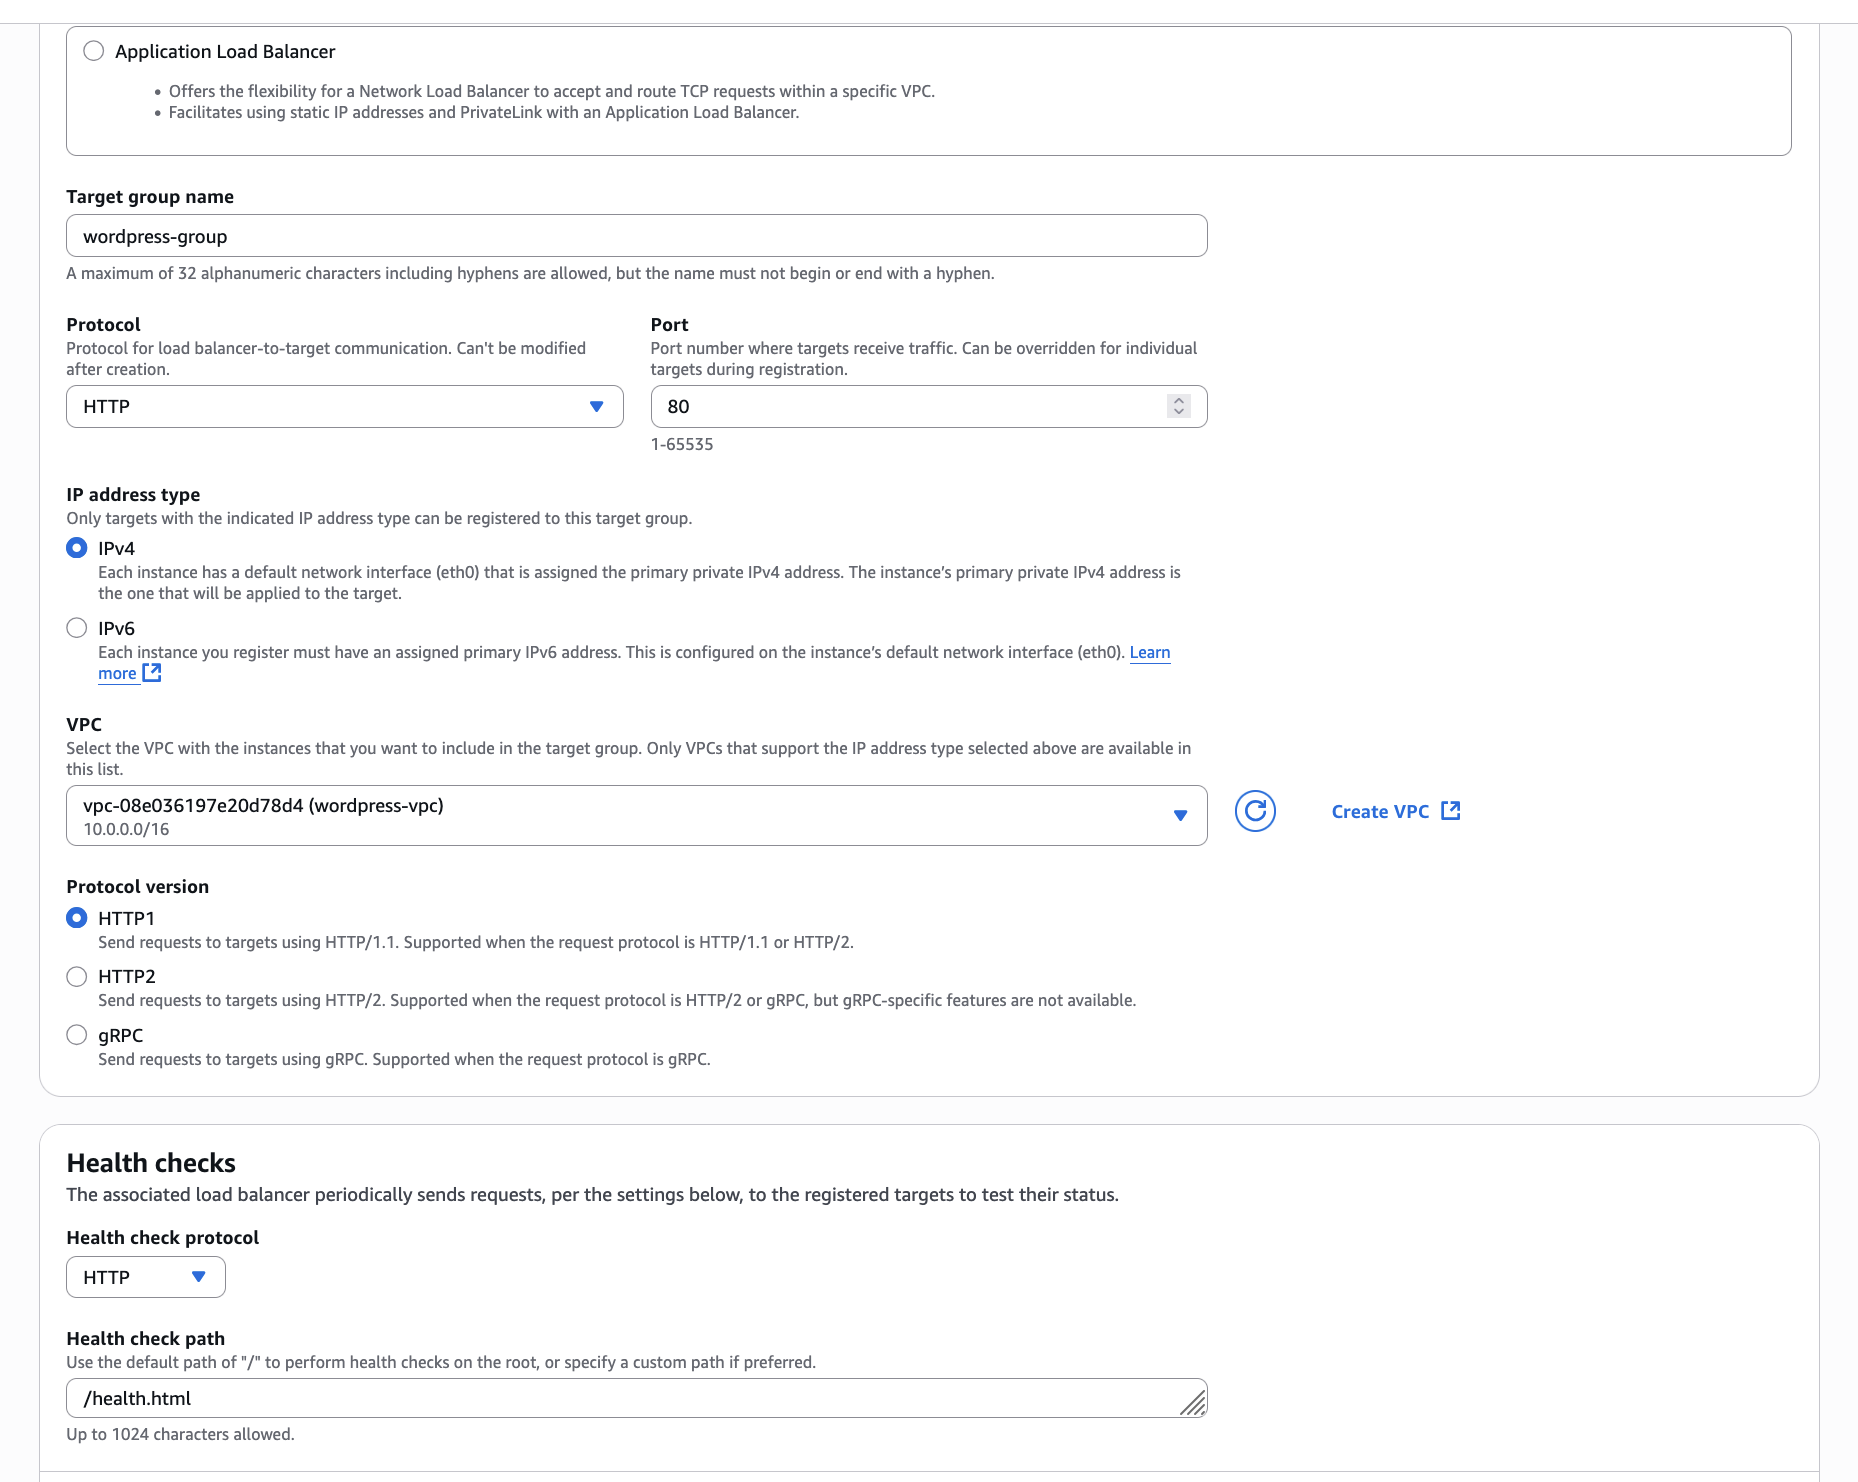 Application Load Balancer
• Offers the flexibility for a Network Load Balancer to accept and route TCP requests within a specific VPC.
• Facilitates using static IP addresses and PrivateLink with an Application Load Balancer.
Target group name
wordpress-group
A maximum of 32 alphanumeric characters including hyphens are allowed, but the name must not begin or end with a hyphen.
Protocol
Protocol for load balancer-to-target communication. Can't be modified
after creation.
HTTP
Port
Port number where targets receive traffic. Can be overridden for individual
targets during registration.
80
1-65535
IP address type
Only targets with the indicated IP address type can be registered to this target group.
IPv4
Each instance has a default network interface (eth0) that is assigned the primary private IPv4 address. The instance’s primary private IPv4 address is
the one that will be applied to the target.
IPv6
Each instance you register must have an assigned primary IPv6 address. This is configured on the instance’s default network interface (eth0). Learn
more
VPC
Select the VPC with the instances that you want to include in the target group. Only VPCs that support the IP address type selected above are available in
this list.
vpc-08e036197e20d78d4 (wordpress-vpc)
10.0.0.0/16
Create VPC
Protocol version
HTTP1
Send requests to targets using HTTP/1.1. Supported when the request protocol is HTTP/1.1 or HTTP/2.
HTTP2
Send requests to targets using HTTP/2. Supported when the request protocol is HTTP/2 or gRPC, but gRPC-specific features are not available.
gRPC
Send requests to targets using gRPC. Supported when the request protocol is gRPC.
Health checks
The associated load balancer periodically sends requests, per the settings below, to the registered targets to test their status.
Health check protocol
HTTP
Health check path
Use the default path of "/" to perform health checks on the root, or specify a custom path if preferred.
/health.html
Up to 1024 characters allowed.